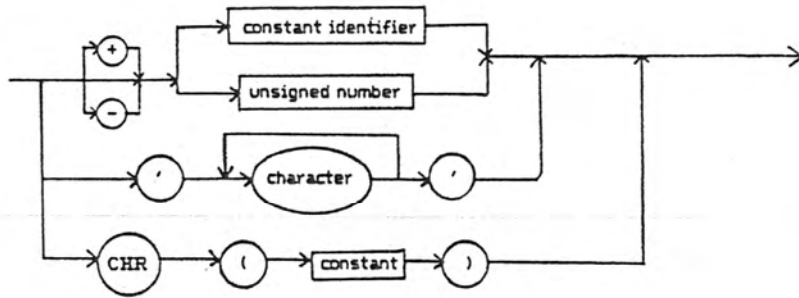 constant identifier
+
unsigned number
-
' character '
CHR ( constant )